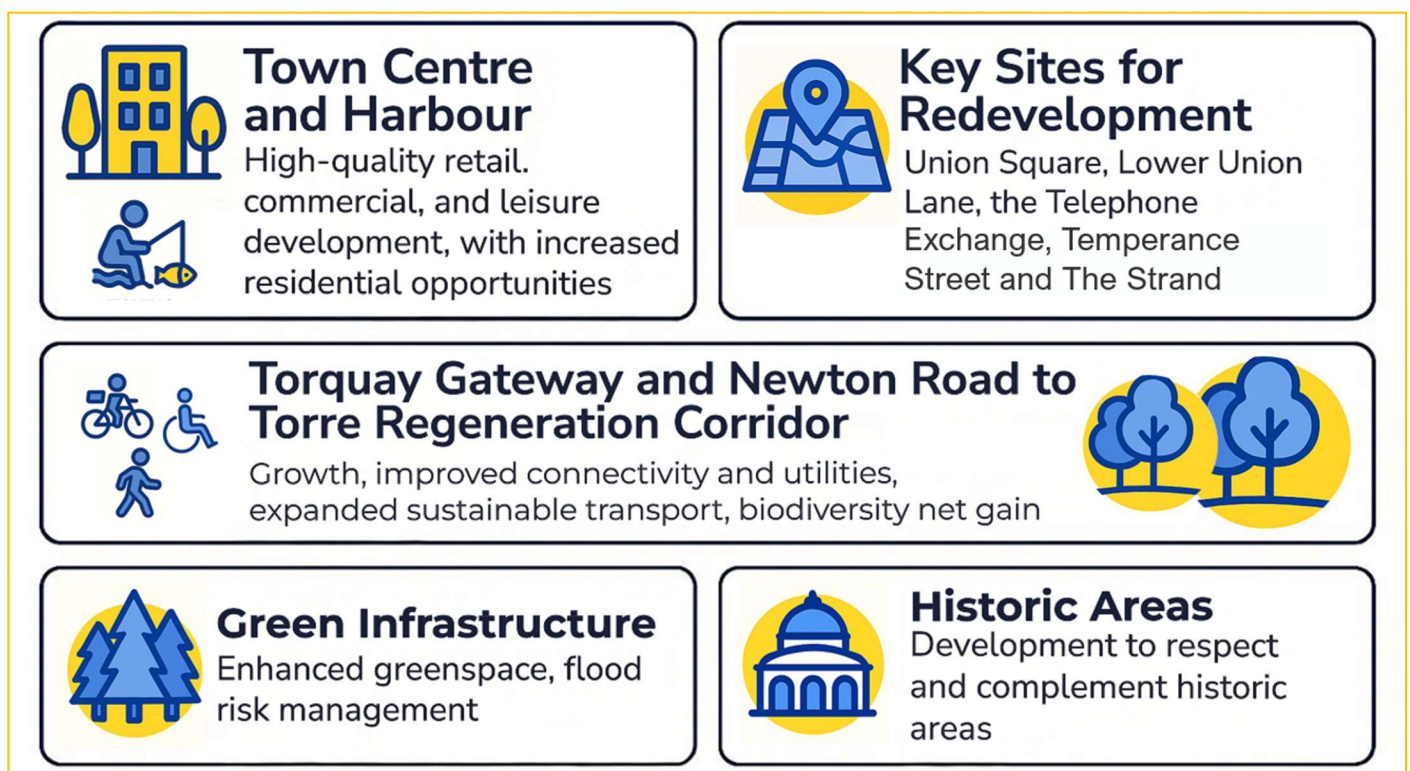 Town Centre
and Harbour
High-quality retail.
commercial, and leisure
development, with increased
residential opportunities
Key Sites for
Redevelopment
Union Square, Lower Union
Lane, the Telephone
Exchange, Temperance
Street and The Strand
Torquay Gateway and Newton Road to
Torre Regeneration Corridor
Growth, improved connectivity and utilities,
expanded sustainable transport, biodiversity net gain
Green Infrastructure
Enhanced greenspace, flood
risk management
Historic Areas
Development to respect
and complement historic
areas